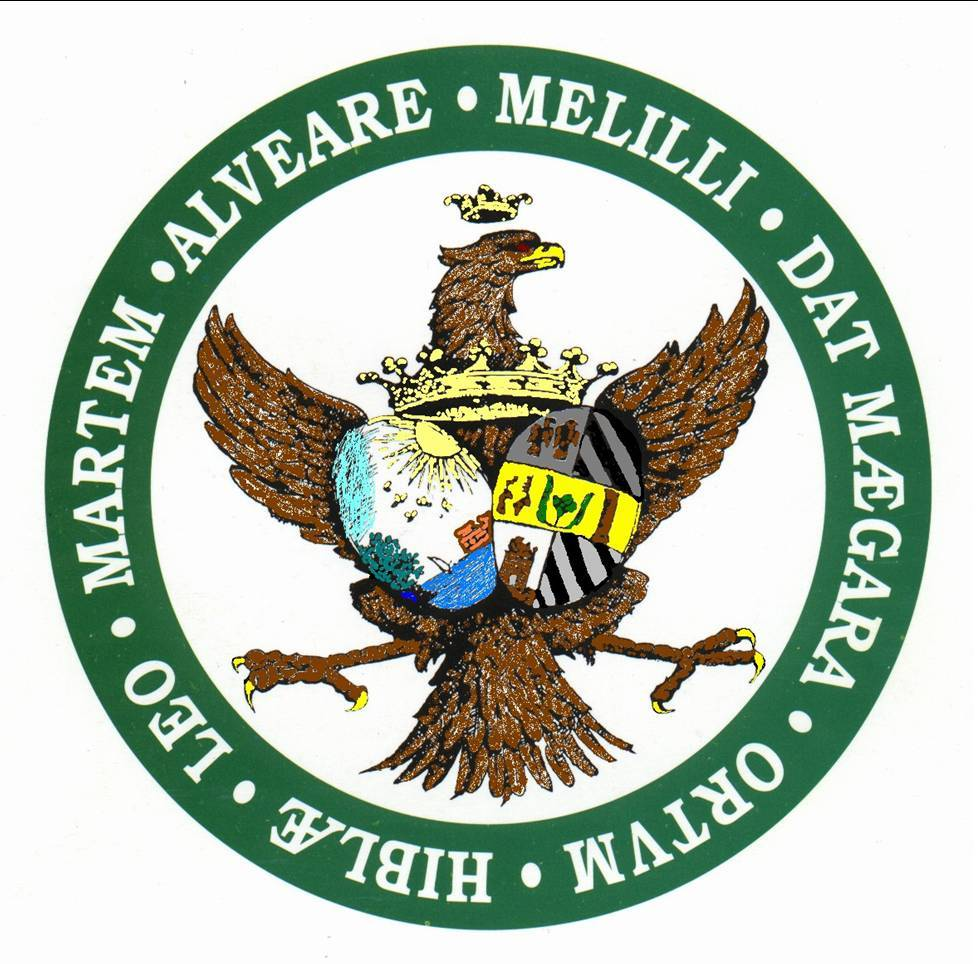 MELILLI • DAT MÆGARA • ORTVM • HIBLÆ • LEO • MARTEM • ALVEARE •